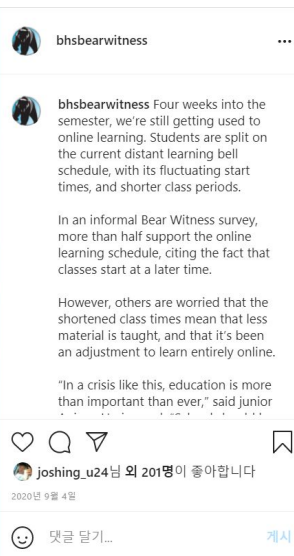 bhsbearwitness
bhsbearwitness Four weeks into the
semester, we're still getting used to
online learning. Students are split on
the current distant learning bell
schedule, with its fluctuating start
times, and shorter class periods.
In an informal Bear Witness survey,
more than half support the online
learning schedule, citing the fact that
classes start at a later time.
However, others are worried that the
shortened class times mean that less
material is taught, and that it's been
an adjustment to learn entirely online.
"In a crisis like this, education is more
than important than ever," said junior
joshing_u24님 외 201명이 좋아합니다
2020년 9월 4일
댓글 달기...
게시